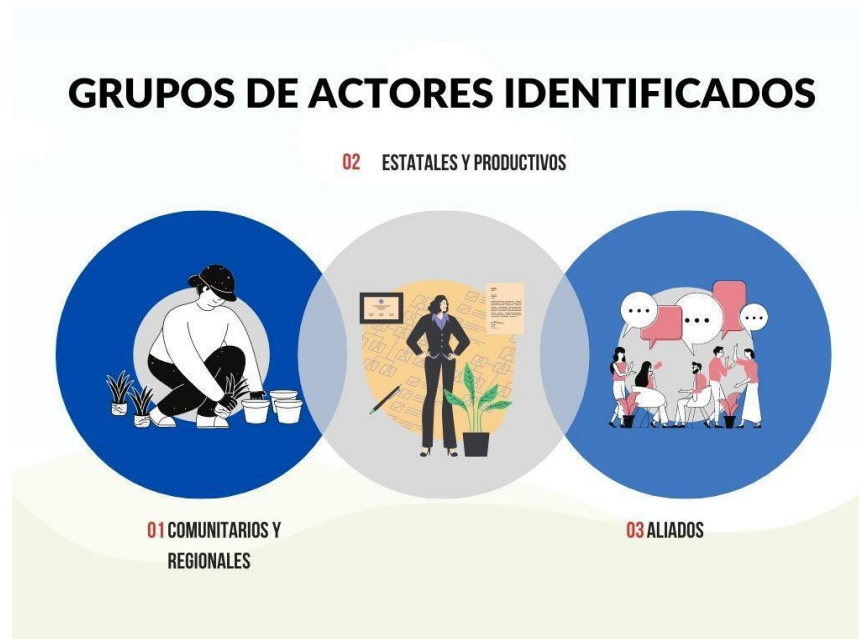 GRUPOS DE ACTORES IDENTIFICADOS
02 ESTATALES Y PRODUCTIVOS
01 COMUNITARIOS Y
REGIONALES
03 ALIADOS